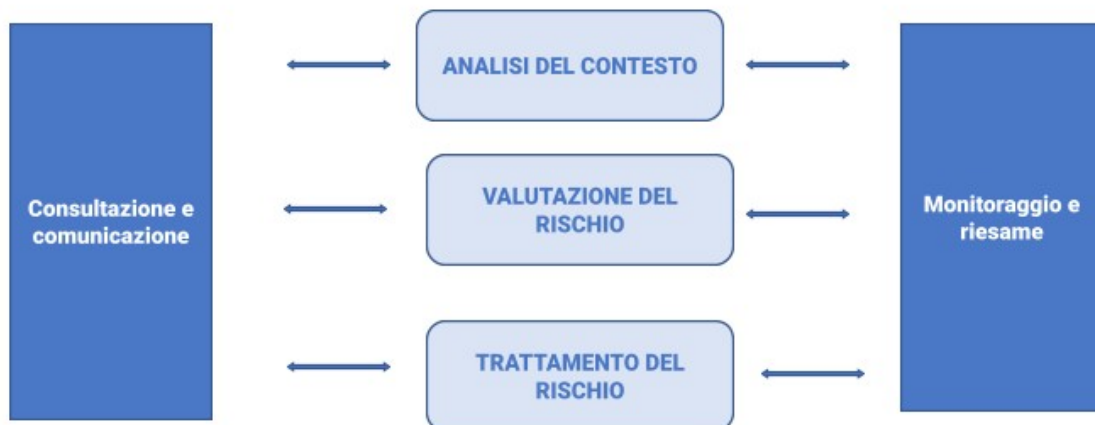 Consultazione e
comunicazione
ANALISI DEL CONTESTO
VALUTAZIONE DEL
RISCHIO
TRATTAMENTO DEL
RISCHIO
Monitoraggio e
riesame